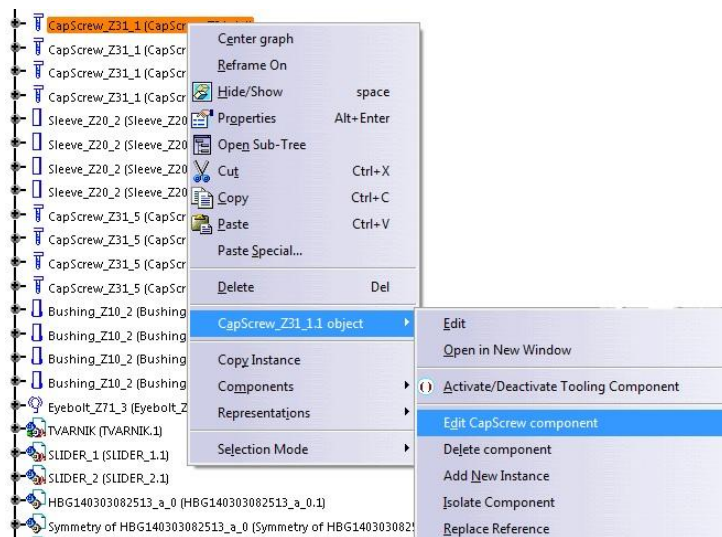 CapScrew_Z31_1 (CapScr
CapScrew_Z31_1 (CapScr
CapScrew_Z31_1 (CapScr
CapScrew_Z31_1 (CapScr
Sleeve_Z20_2 (Sleeve_Z20
Sleeve_Z20_2 (Sleeve_Z20
Sleeve_Z20_2 (Sleeve_Z20
Sleeve_Z20_2 (Sleeve_Z20
CapScrew_Z31_5 (CapScr
CapScrew_Z31_5 (CapScr
CapScrew_Z31_5 (CapScr
CapScrew_Z31_5 (CapScr
Bushing_Z10_2 (Bushing
Bushing_Z10_2 (Bushing
Bushing_Z10_2 (Bushing
Bushing_Z10_2 (Bushing
Eyebolt_Z71_3 (Eyebolt_Z
TVARNIK (TVARNIK.1)
SLIDER_1 (SLIDER_1.1)
SLIDER_2 (SLIDER_2.1)
HBG140303082513_a_0 (HBG140303082513_a_0.1)
Symmetry of HBG140303082513_a_0 (Symmetry of HBG1403030825
Center graph
Reframe On
Hide/Show space
Properties Alt+Enter
Open Sub-Tree
Cut Ctrl+X
Copy Ctrl+C
Paste Ctrl+V
Paste Special...
Delete Del
CapScrew_Z31_1.1 object
Copy Instance
Components
Representations
Selection Mode
Edit
Open in New Window
Activate/Deactivate Tooling Component
Edit CapScrew component
Delete component
Add New Instance
Isolate Component
Replace Reference